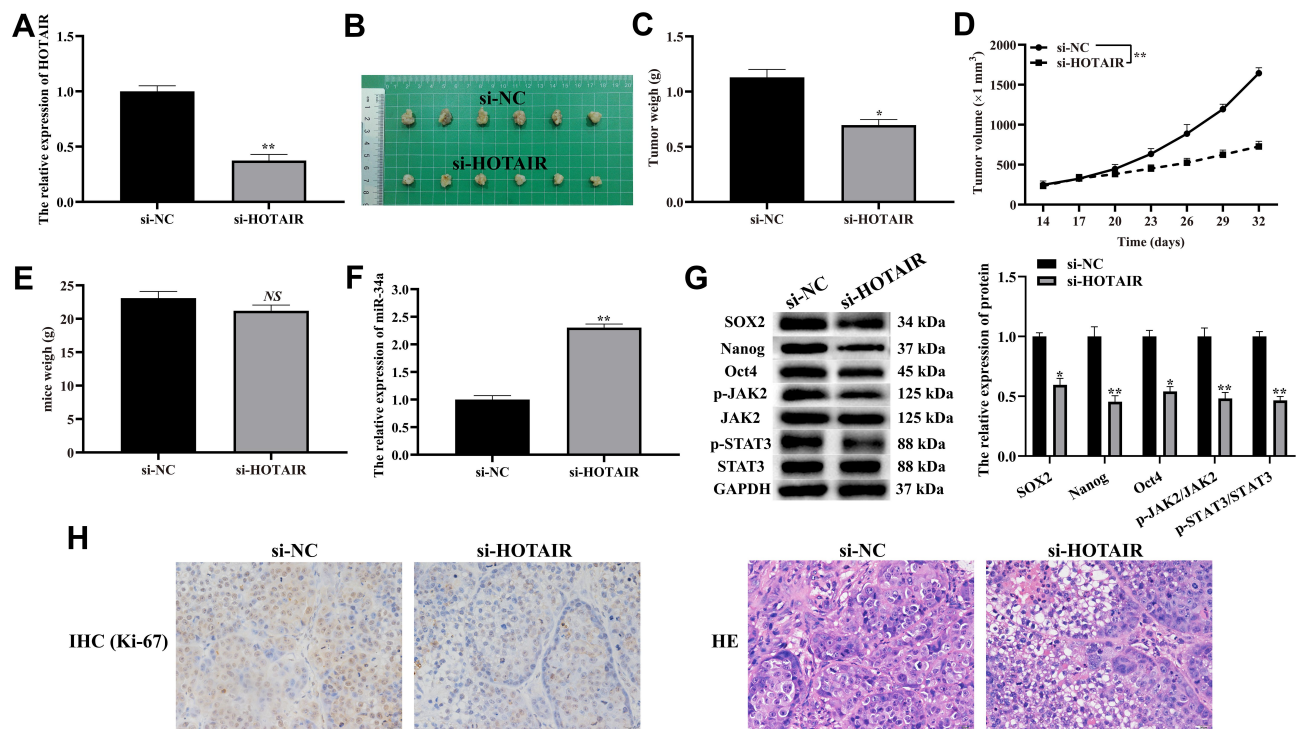 A
The relative expression of HOTAIR
1.5
1.0
0.5
0.0
**
si-NC
si-HOTAIR
B
si-NC
si-HOTAIR
C
Tumor weigh (g)
1.5
1.0
0.5
0.0
*
si-NC
si-HOTAIR
D
Tumor volume (×1 mm³)
2000
1500
1000
500
0
si-NC
si-HOTAIR
**
14 17 20 23 26 29 32
Time (days)
E
mice weigh (g)
25
20
15
10
5
0
NS
si-NC
si-HOTAIR
F
The relative expression of miR-34a
3.0
2.5
2.0
1.5
1.0
0.5
0.0
**
si-NC
si-HOTAIR
G
si-NC
si-HOTAIR
SOX2 34 kDa
Nanog 37 kDa
Oct4 45 kDa
p-JAK2 125 kDa
JAK2 125 kDa
p-STAT3 88 kDa
STAT3 88 kDa
GAPDH 37 kDa
The relative expression of protein
si-NC
si-HOTAIR
1.5
1.0
0.5
0.0
* ** * ** **
SOX2
Nanog
Oct4
p-JAK2/JAK2
p-STAT3/STAT3
H
si-NC
si-HOTAIR
IHC (Ki-67)
si-NC
si-HOTAIR
HE